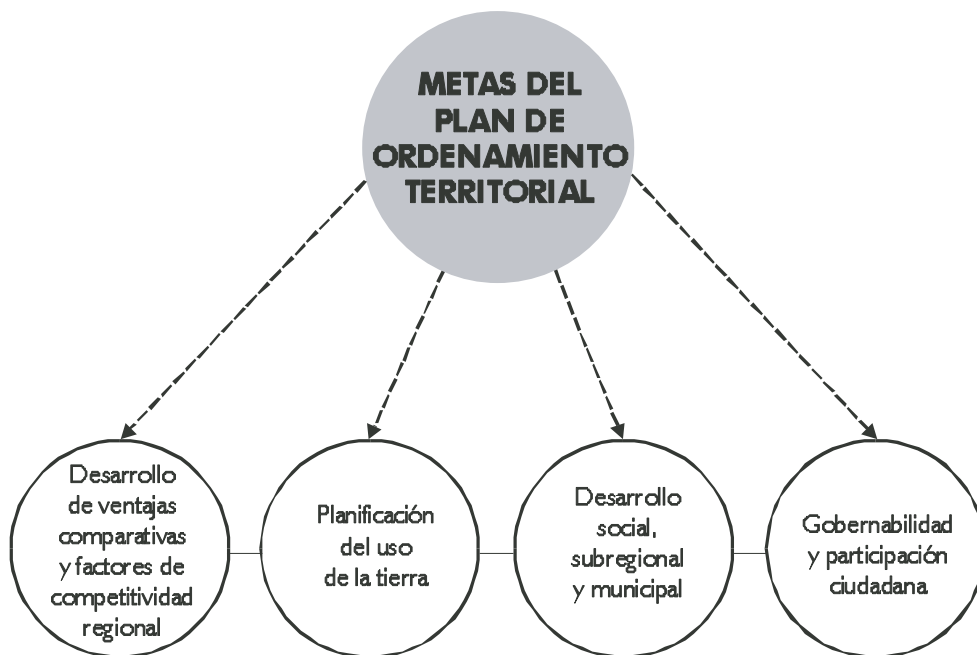 METAS DEL
PLAN DE
ORDENAMIENTO
TERRITORIAL
Desarrollo
de ventajas
comparativas
y factores de
competitividad
regional
Planificación
del uso
de la tierra
Desarrollo
social,
subregional
y municipal
Gobernabilidad
y participación
ciudadana